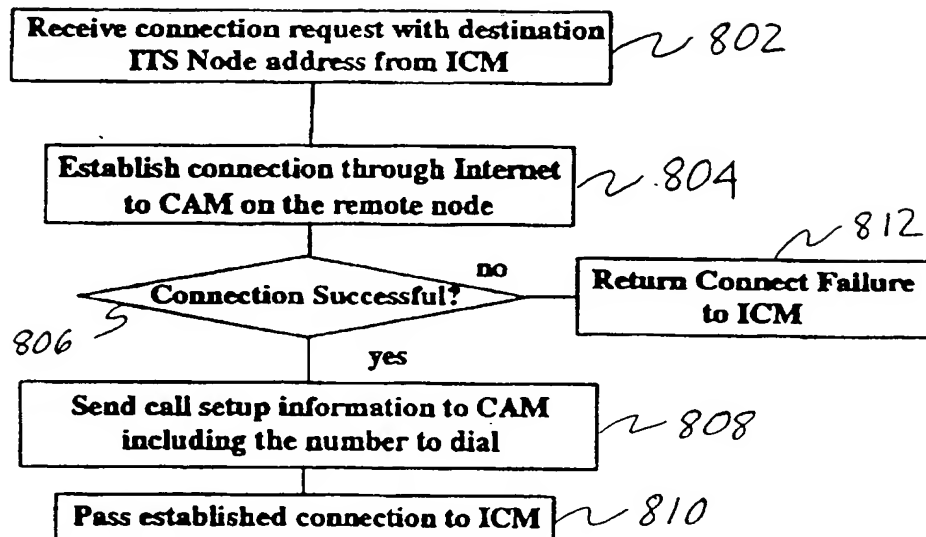 Receive connection request with destination
ITS Node address from ICM
802
Establish connection through Internet
to CAM on the remote node
804
Connection Successful?
806
no
812
Return Connect Failure
to ICM
yes
Send call setup information to CAM
including the number to dial
808
Pass established connection to ICM
810